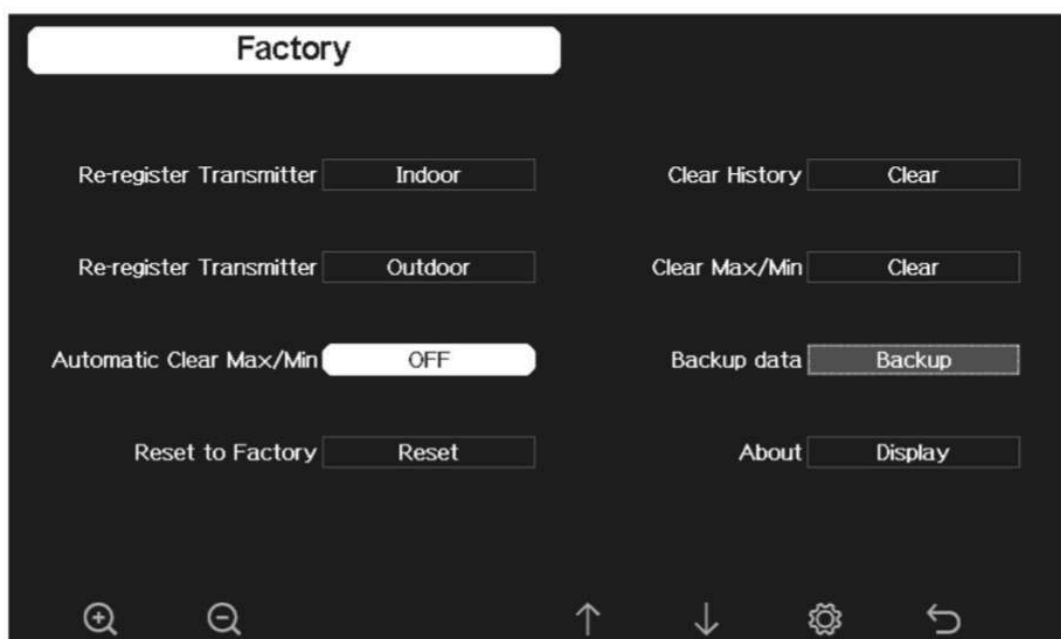 Factory
Re-register Transmitter Indoor Clear History Clear
Re-register Transmitter Outdoor Clear Max/Min Clear
Automatic Clear Max/Min OFF Backup data Backup
Reset to Factory Reset About Display